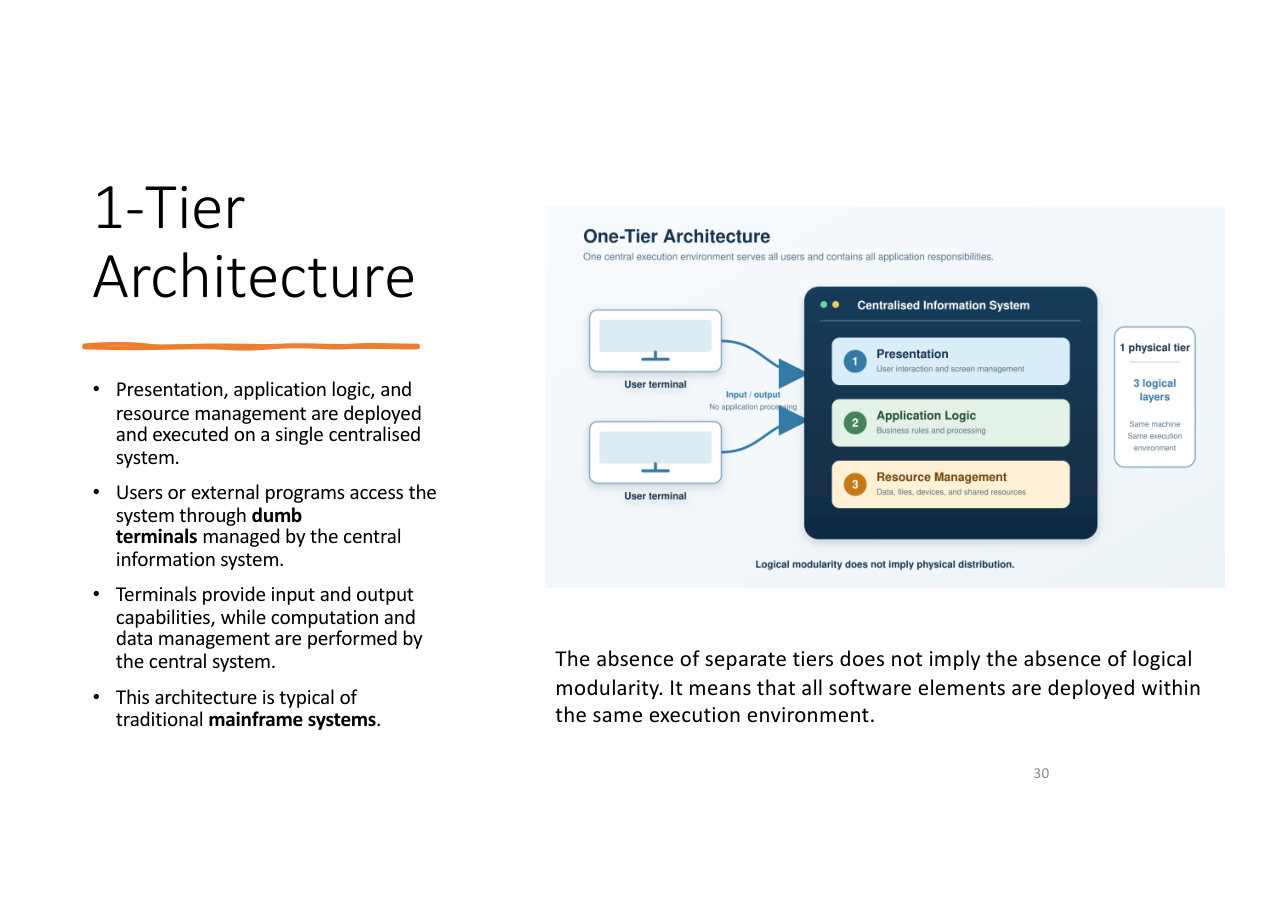 1-Tier
Architecture
• Presentation, application logic, and
resource management are deployed
and executed on a single centralised
system.
• Users or external programs access the
system through dumb
terminals managed by the central
information system.
• Terminals provide input and output
capabilities, while computation and
data management are performed by
the central system.
• This architecture is typical of
traditional mainframe systems.
One-Tier Architecture
One central execution environment serves all users and contains all application responsibilities.
User terminal
User terminal
Input / output
No application processing
Centralised Information System
1
Presentation
User interaction and screen management
2
Application Logic
Business rules and processing
3
Resource Management
Data, files, devices, and shared resources
1 physical tier
3 logical
layers
Same machine
Same execution
environment
Logical modularity does not imply physical distribution.
The absence of separate tiers does not imply the absence of logical
modularity. It means that all software elements are deployed within
the same execution environment.
30